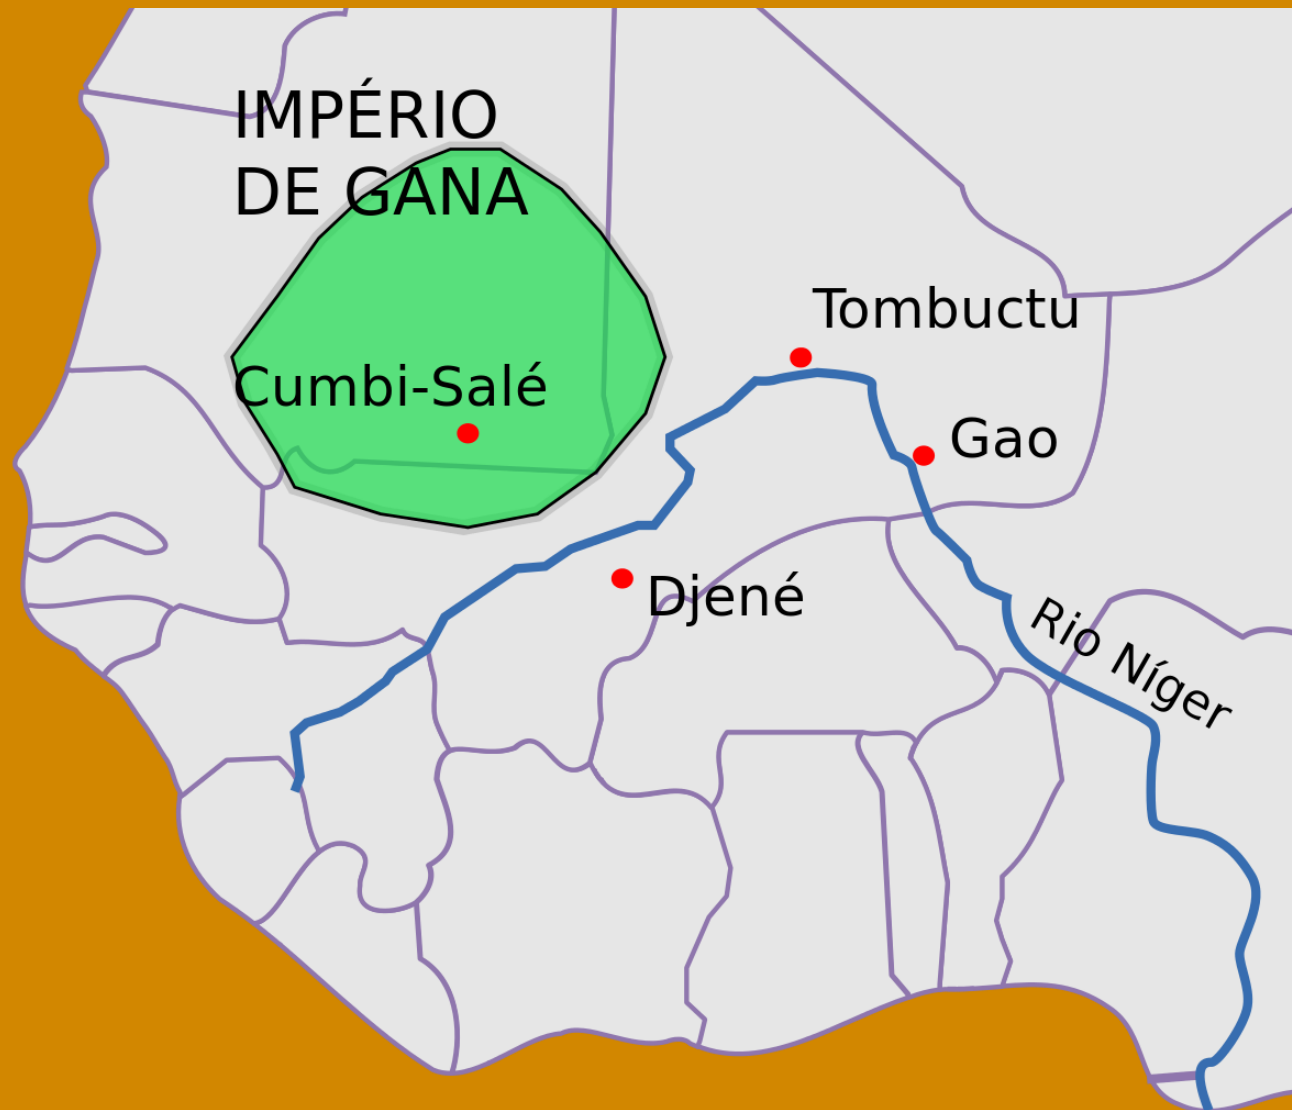 IMPÉRIO
DE GANA
Tombuctu
Cumbi-Salé
Gao
Djené
Rio Níger